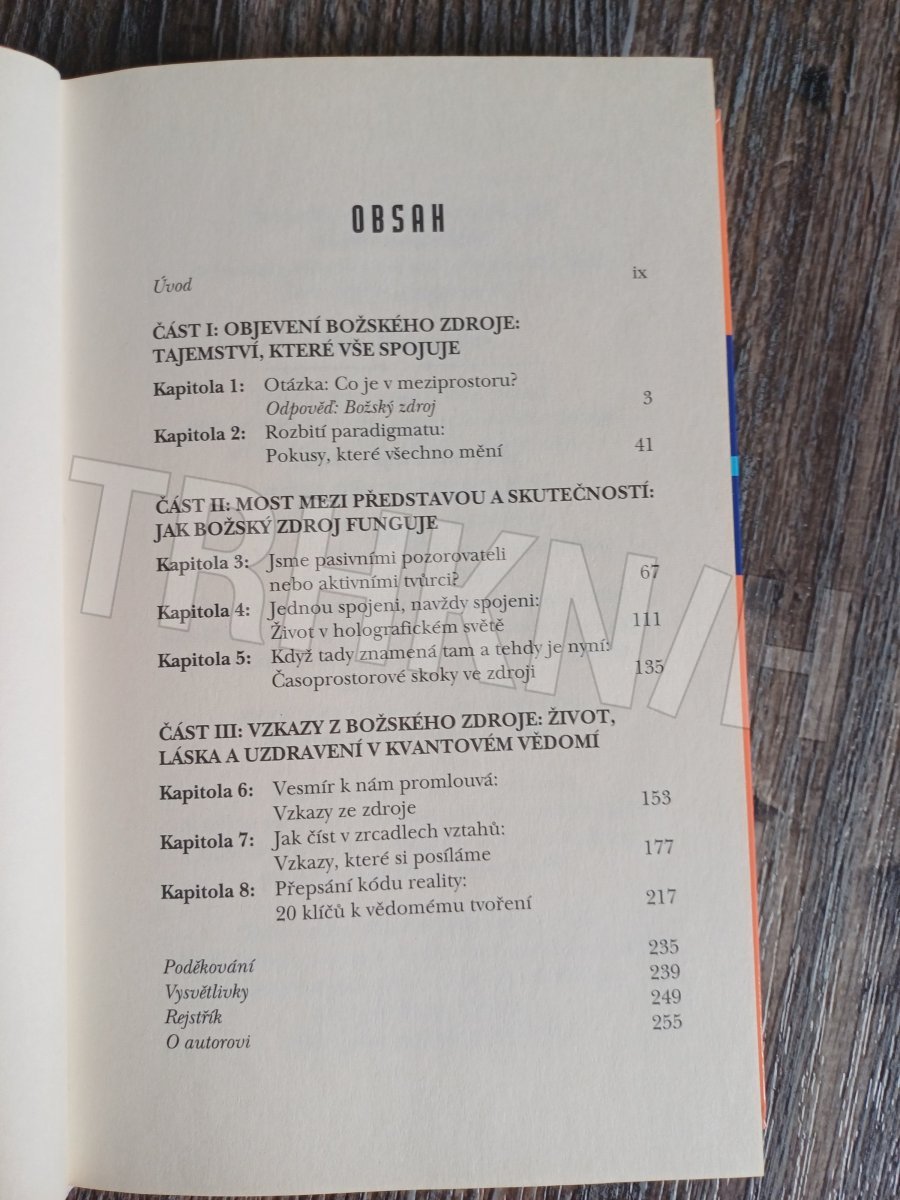 OBSAH
Úvod ix
ČÁST I: OBJEVENÍ BOŽSKÉHO ZDROJE:
TAJEMSTVÍ, KTERÉ VŠE SPOJUJE
Kapitola 1: Otázka: Co je v meziprostoru?
Odpověď: Božský zdroj 3
Kapitola 2: Rozbití paradigmatu:
Pokusy, které všechno mění 41
ČÁST II: MOST MEZI PŘEDSTAVOU A SKUTEČNOSTÍ:
JAK BOŽSKÝ ZDROJ FUNGUJE
Kapitola 3: Jsme pasivními pozorovateli
nebo aktivními tvůrci? 67
Kapitola 4: Jednou spojeni, navždy spojeni:
Život v holografickém světě 111
Kapitola 5: Když tady znamená tam a tehdy je nyní:
Časoprostorové skoky ve zdroji 135
ČÁST III: VZKAZY Z BOŽSKÉHO ZDROJE: ŽIVOT,
LÁSKA A UZDRAVENÍ V KVANTOVÉM VĚDOMÍ
Kapitola 6: Vesmír k nám promlouvá:
Vzkazy ze zdroje 153
Kapitola 7: Jak číst v zrcadlech vztahů:
Vzkazy, které si posíláme 177
Kapitola 8: Přepsání kódu reality:
20 klíčů k vědomému tvoření 217
Poděkování 235
Vysvětlivky 239
Rejstřík 249
O autorovi 255
TRHKNIH